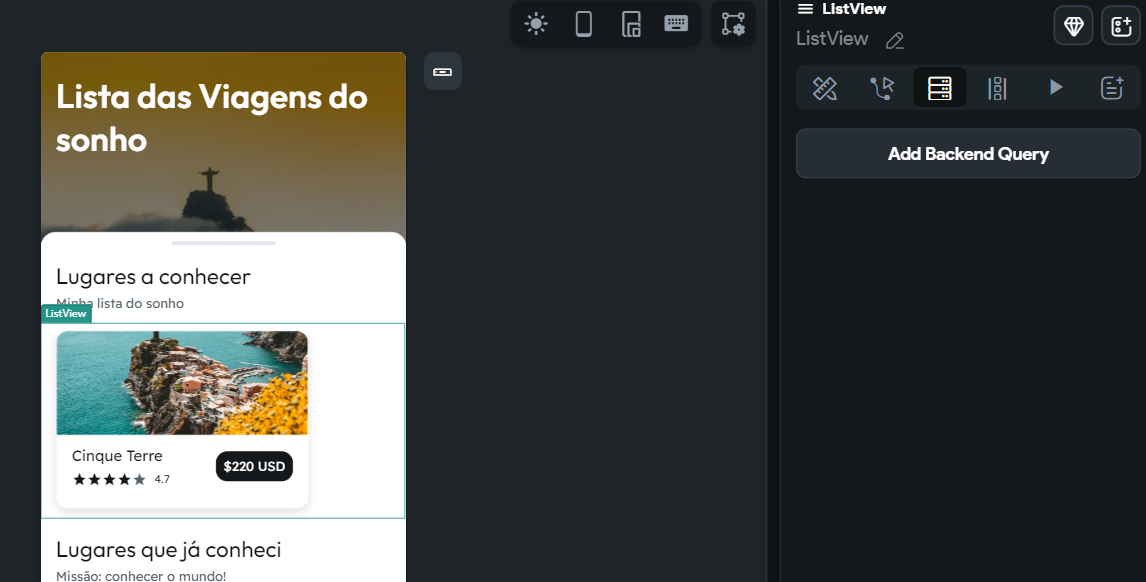 ListView
ListView
Add Backend Query
Lista das Viagens do
sonho
Lugares a conhecer
Minha lista do sonho
ListView
Cinque Terre
4.7
$220 USD
Lugares que já conheci
Missão: conhecer o mundo!